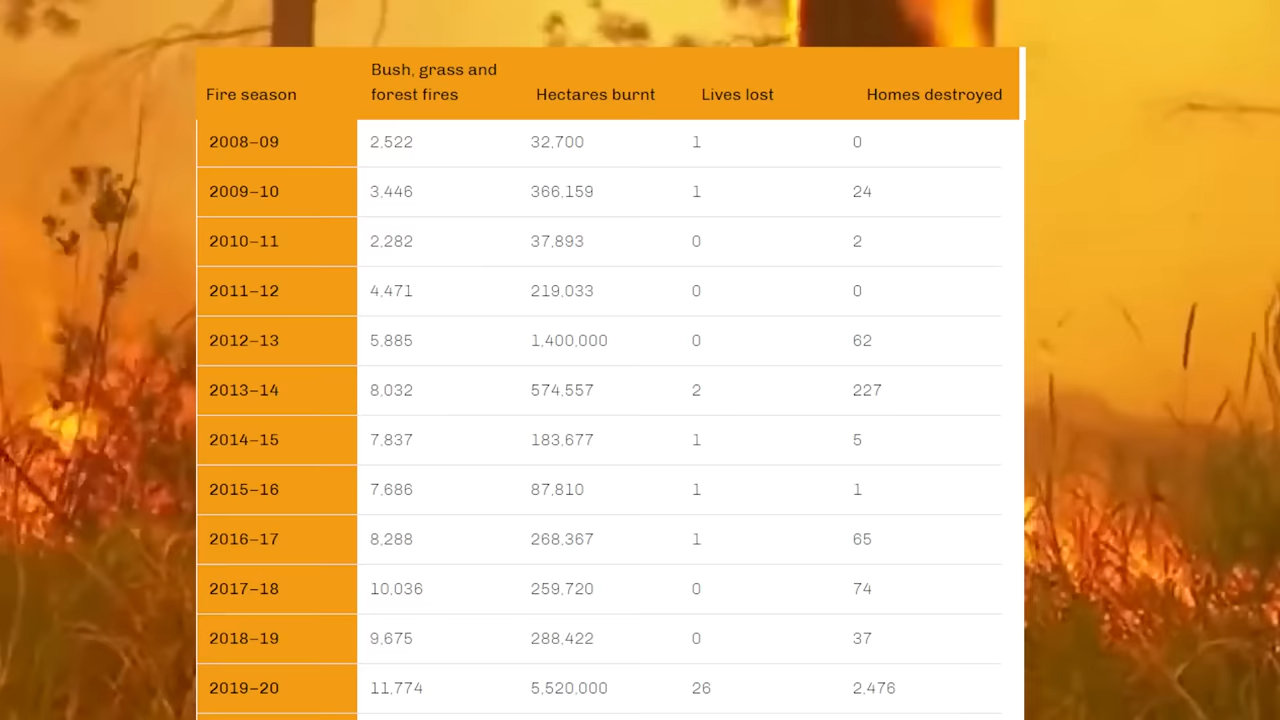 Fire season Bush, grass and forest fires Hectares burnt Lives lost Homes destroyed
2008–09 2,522 32,700 1 0
2009–10 3,446 366,159 1 24
2010–11 2,282 37,893 0 2
2011–12 4,471 219,033 0 0
2012–13 5,885 1,400,000 0 62
2013–14 8,032 574,557 2 227
2014–15 7,837 183,677 1 5
2015–16 7,686 87,810 1 1
2016–17 8,288 268,367 1 65
2017–18 10,036 259,720 0 74
2018–19 9,675 288,422 0 37
2019–20 11,774 5,520,000 26 2,476